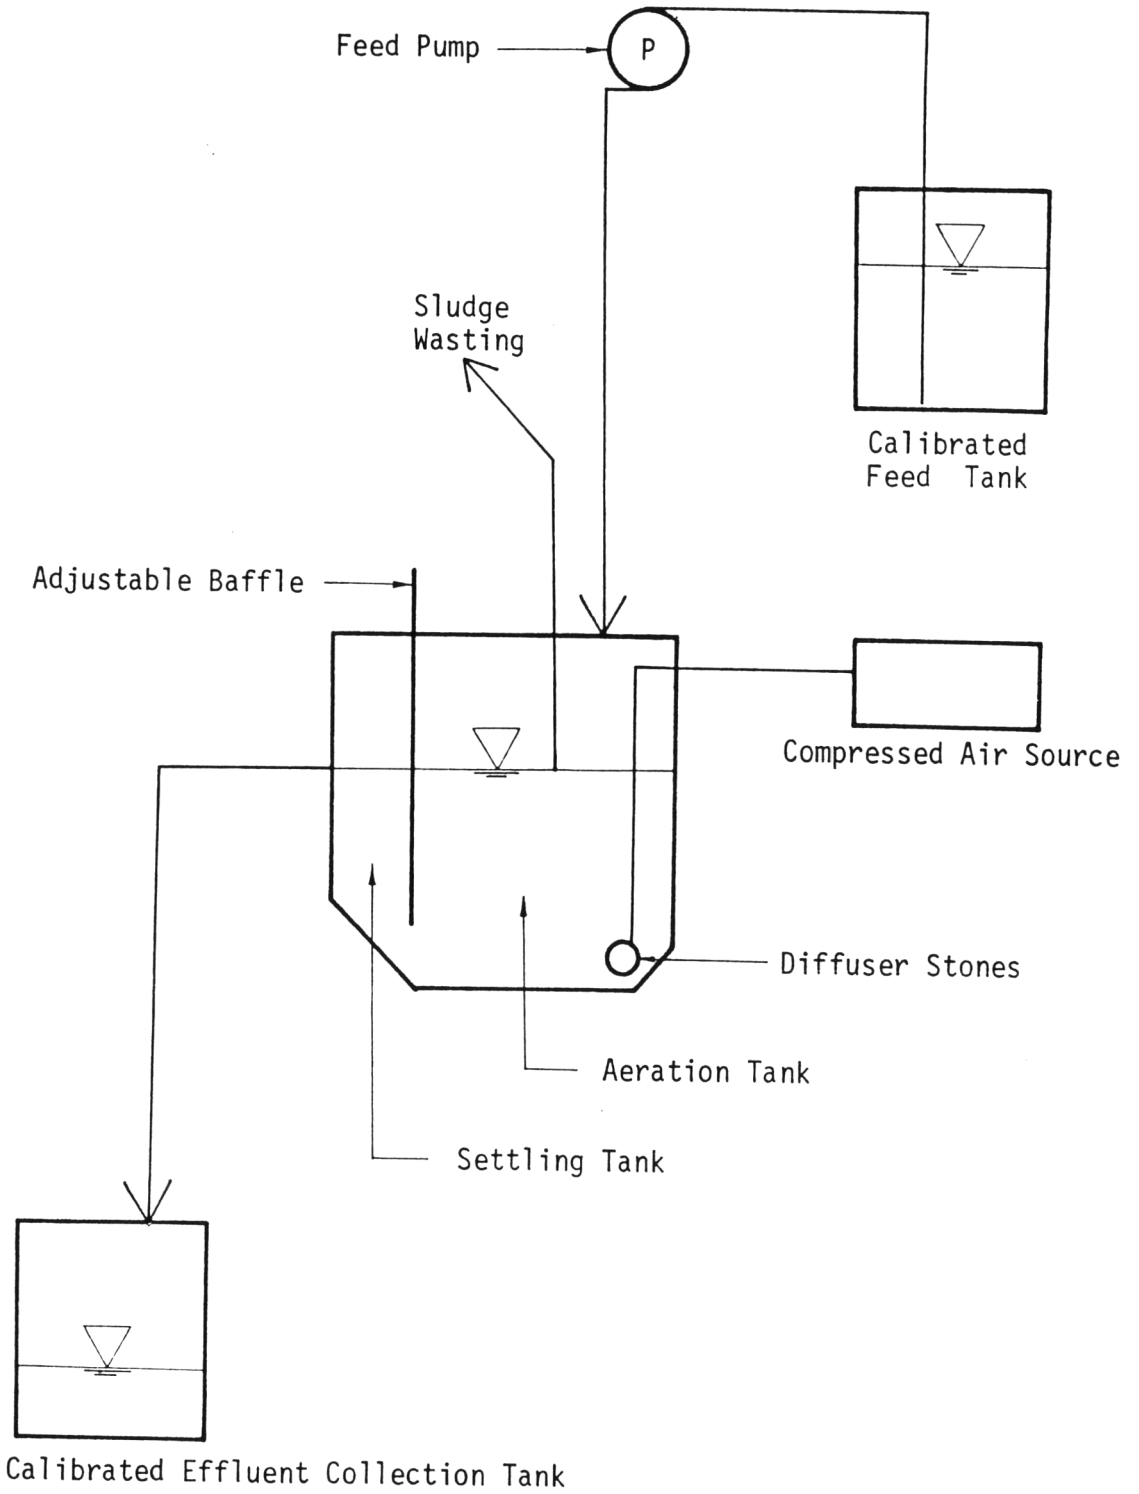 Feed Pump
P
Sludge
Wasting
Calibrated
Feed Tank
Adjustable Baffle
Compressed Air Source
Diffuser Stones
Aeration Tank
Settling Tank
Calibrated Effluent Collection Tank